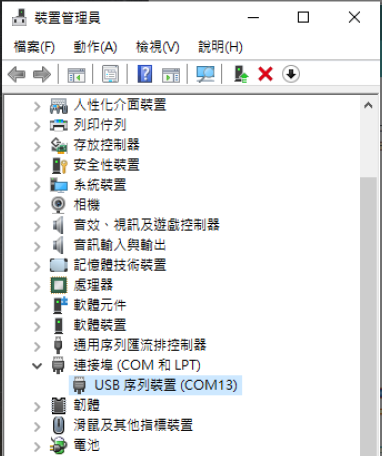 裝置管理員
檔案(F) 動作(A) 檢視(V) 說明(H)
人性化介面裝置
列印佇列
存放控制器
安全性裝置
系統裝置
相機
音效、視訊及遊戲控制器
音訊輸入與輸出
記憶體技術裝置
處理器
軟體元件
軟體裝置
通用序列匯流排控制器
連接埠 (COM 和 LPT)
USB 序列裝置 (COM13)
韌體
滑鼠及其他指標裝置
電池